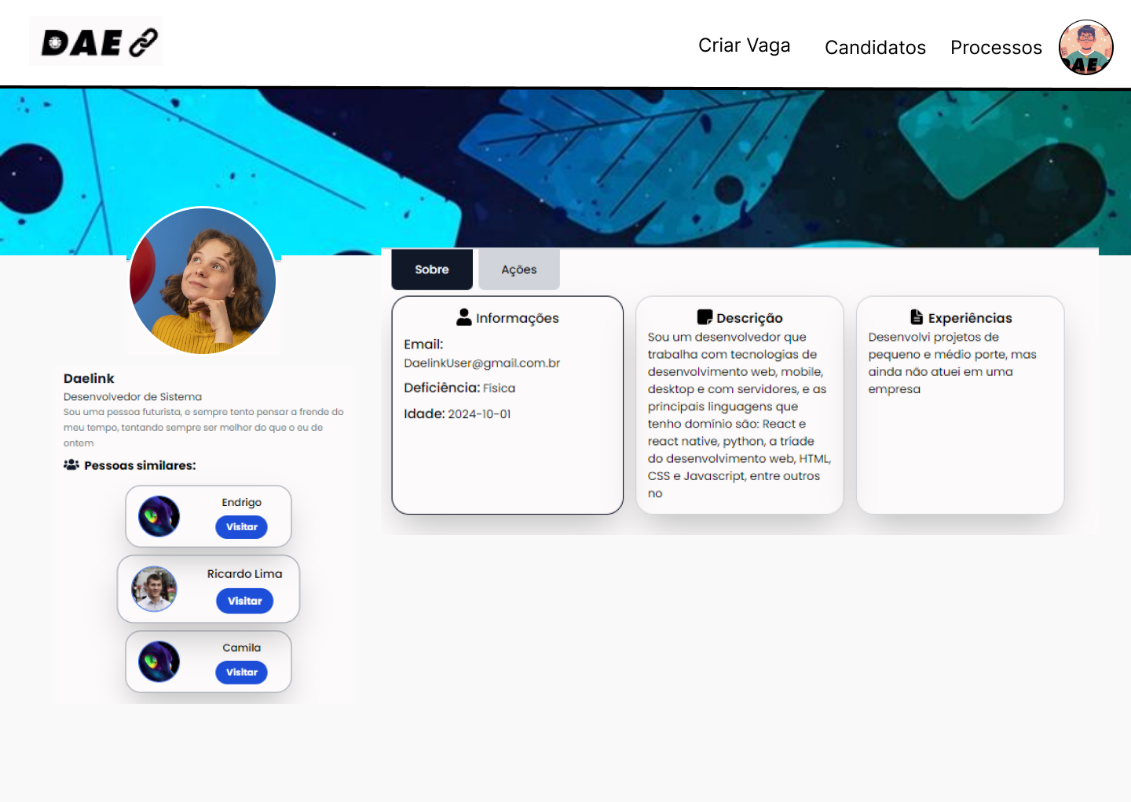 DAE
Criar Vaga
Candidatos
Processos
DAE
Daelink
Desenvolvedor de Sistema
Sou uma pessoa futurista, e sempre tento pensar a frende do
meu tempo, tentando sempre ser melhor do que o eu de
ontem
Pessoas similares:
Endrigo
Visitar
Ricardo Lima
Visitar
Camila
Visitar
Sobre
Ações
Informações
Email:
DaelinkUser@gmail.com.br
Deficiência: Física
Idade: 2024-10-01
Descrição
Sou um desenvolvedor que
trabalha com tecnologias de
desenvolvimento web, mobile,
desktop e com servidores, e as
principais linguagens que
tenho domínio são: React e
react native, python, a tríade
do desenvolvimento web, HTML,
CSS e Javascript, entre outros
no
Experiências
Desenvolvi projetos de
pequeno e médio porte, mas
ainda não atuei em uma
empresa